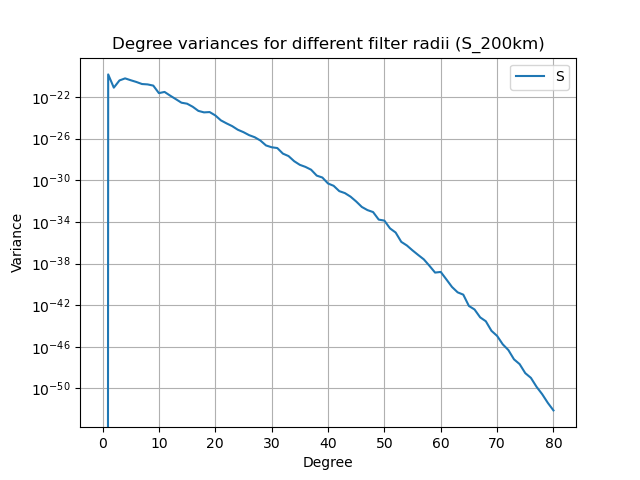 Degree variances for different filter radii (S_200km)
S
10⁻²²
10⁻²⁶
10⁻³⁰
10⁻³⁴
10⁻³⁸
10⁻⁴²
10⁻⁴⁶
10⁻⁵⁰
Variance
0 10 20 30 40 50 60 70 80
Degree